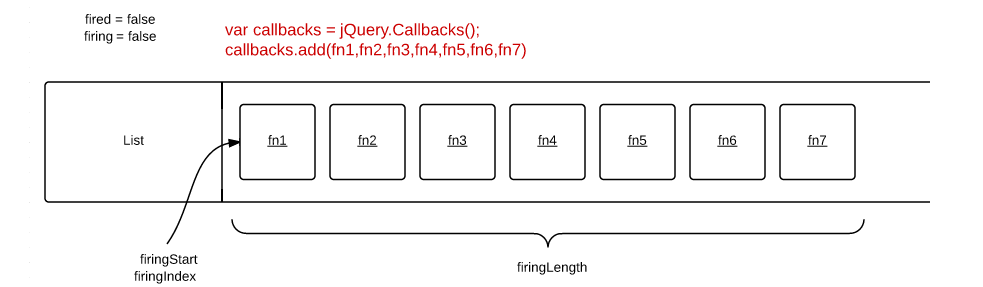 fired = false
firing = false
var callbacks = jQuery.Callbacks();
callbacks.add(fn1,fn2,fn3,fn4,fn5,fn6,fn7)
List
fn1 fn2 fn3 fn4 fn5 fn6 fn7
firingStart
firingIndex
firingLength